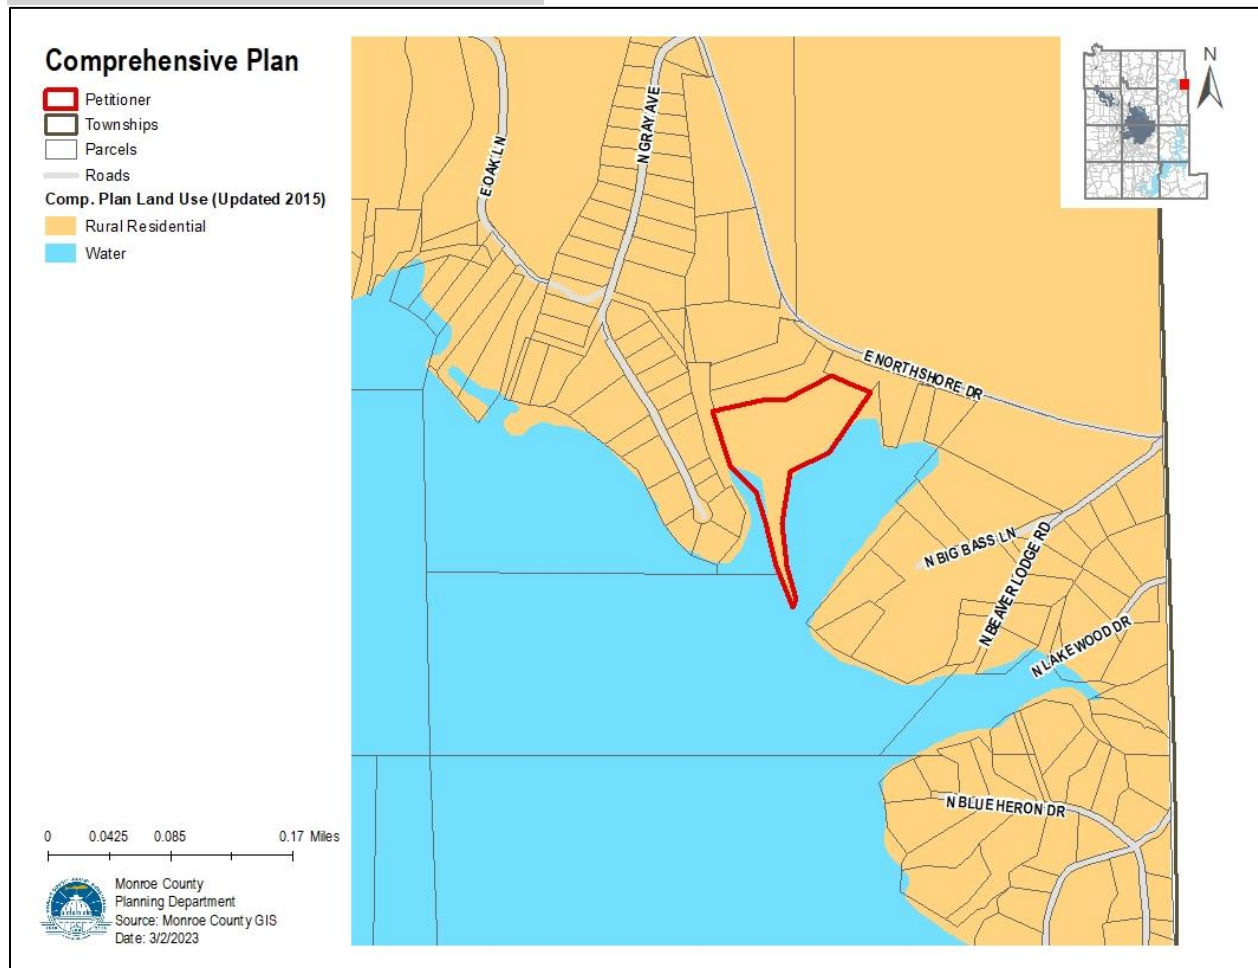 Comprehensive Plan
Petitioner
Townships
Parcels
Roads
Comp. Plan Land Use (Updated 2015)
Rural Residential
Water
0 0.0425 0.085 0.17 Miles
Monroe County
Planning Department
Source: Monroe County GIS
Date: 3/2/2023
N
E OAK LN
N GRAY AVE
E NORTHSHORE DR
N BIG BASS LN
N BEAVER LODGE RD
N LAKEWOOD DR
N BLUE HERON DR